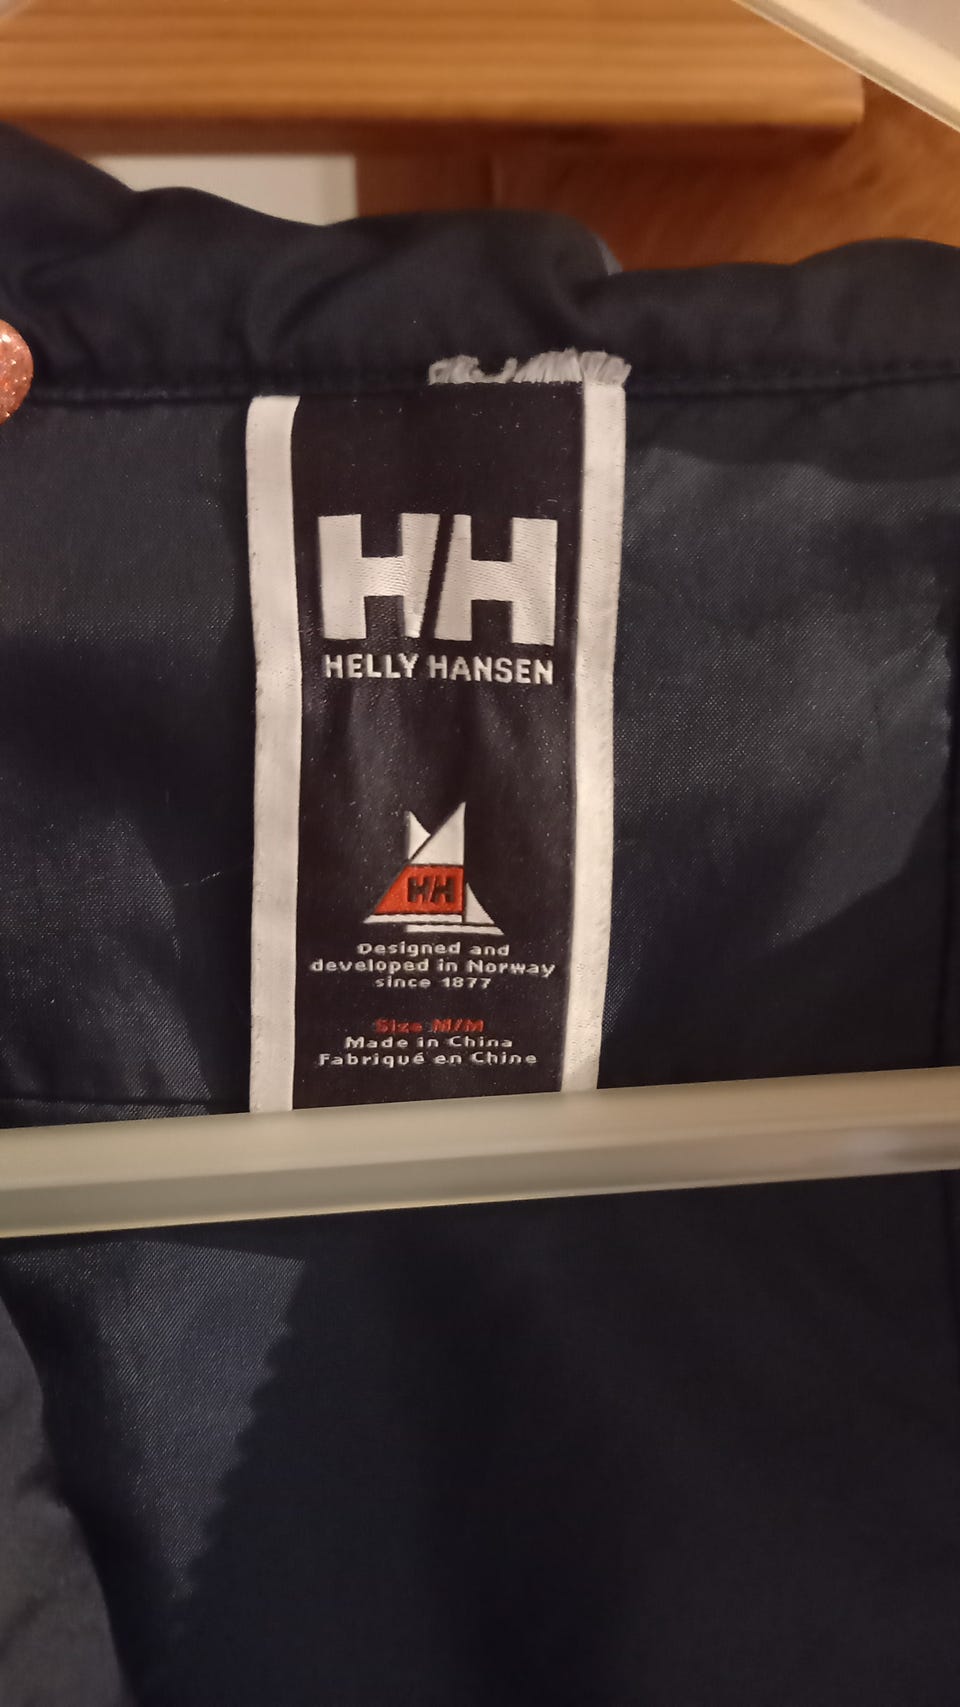 HH
HELLY HANSEN
HH
Designed and
developed in Norway
since 1877
Size M/M
Made in China
Fabriqué en Chine